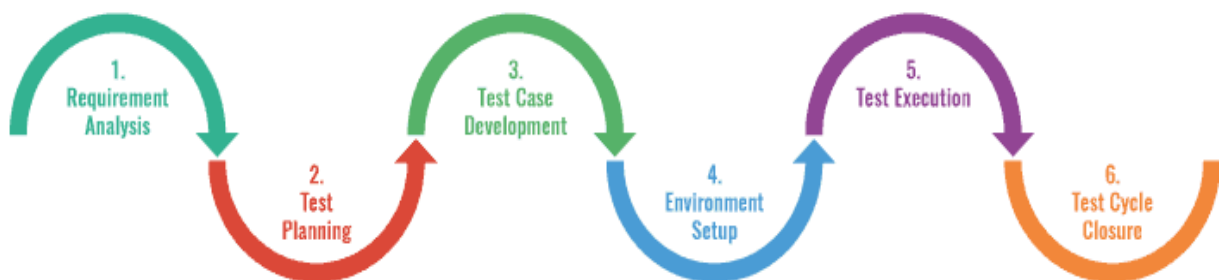 1.
Requirement
Analysis
2.
Test
Planning
3.
Test Case
Development
4.
Environment
Setup
5.
Test Execution
6.
Test Cycle
Closure